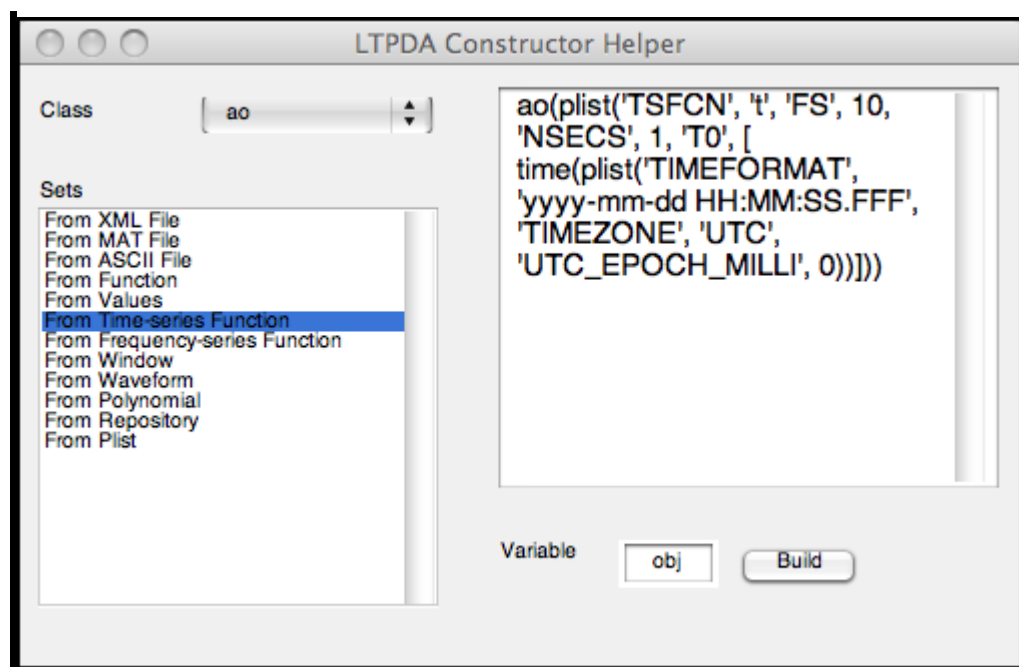 LTPDA Constructor Helper
Class
ao
Sets
From XML File
From MAT File
From ASCII File
From Function
From Values
From Time-series Function
From Frequency-series Function
From Window
From Waveform
From Polynomial
From Repository
From Plist
ao(plist('TSFCN', 't', 'FS', 10,
'NSECS', 1, 'T0', [
time(plist('TIMEFORMAT',
'yyyy-mm-dd HH:MM:SS.FFF',
'TIMEZONE', 'UTC',
'UTC_EPOCH_MILLI', 0))]))
Variable
obj
Build